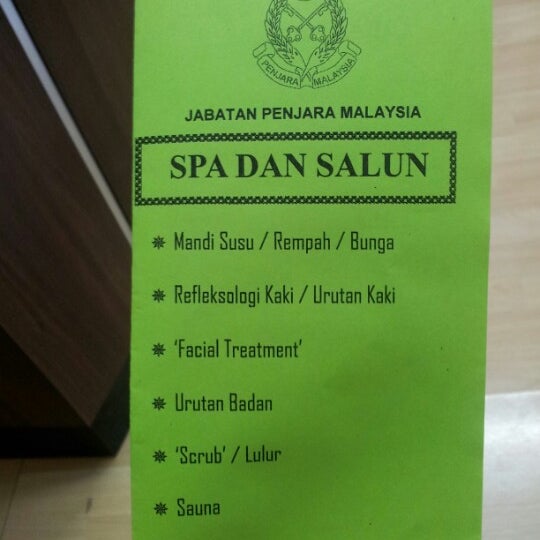 PENJARA MALAYSIA
JABATAN PENJARA MALAYSIA
SPA DAN SALUN
Mandi Susu / Rempah / Bunga
Refleksologi Kaki / Urutan Kaki
'Facial Treatment'
Urutan Badan
'Scrub' / Lulur
Sauna